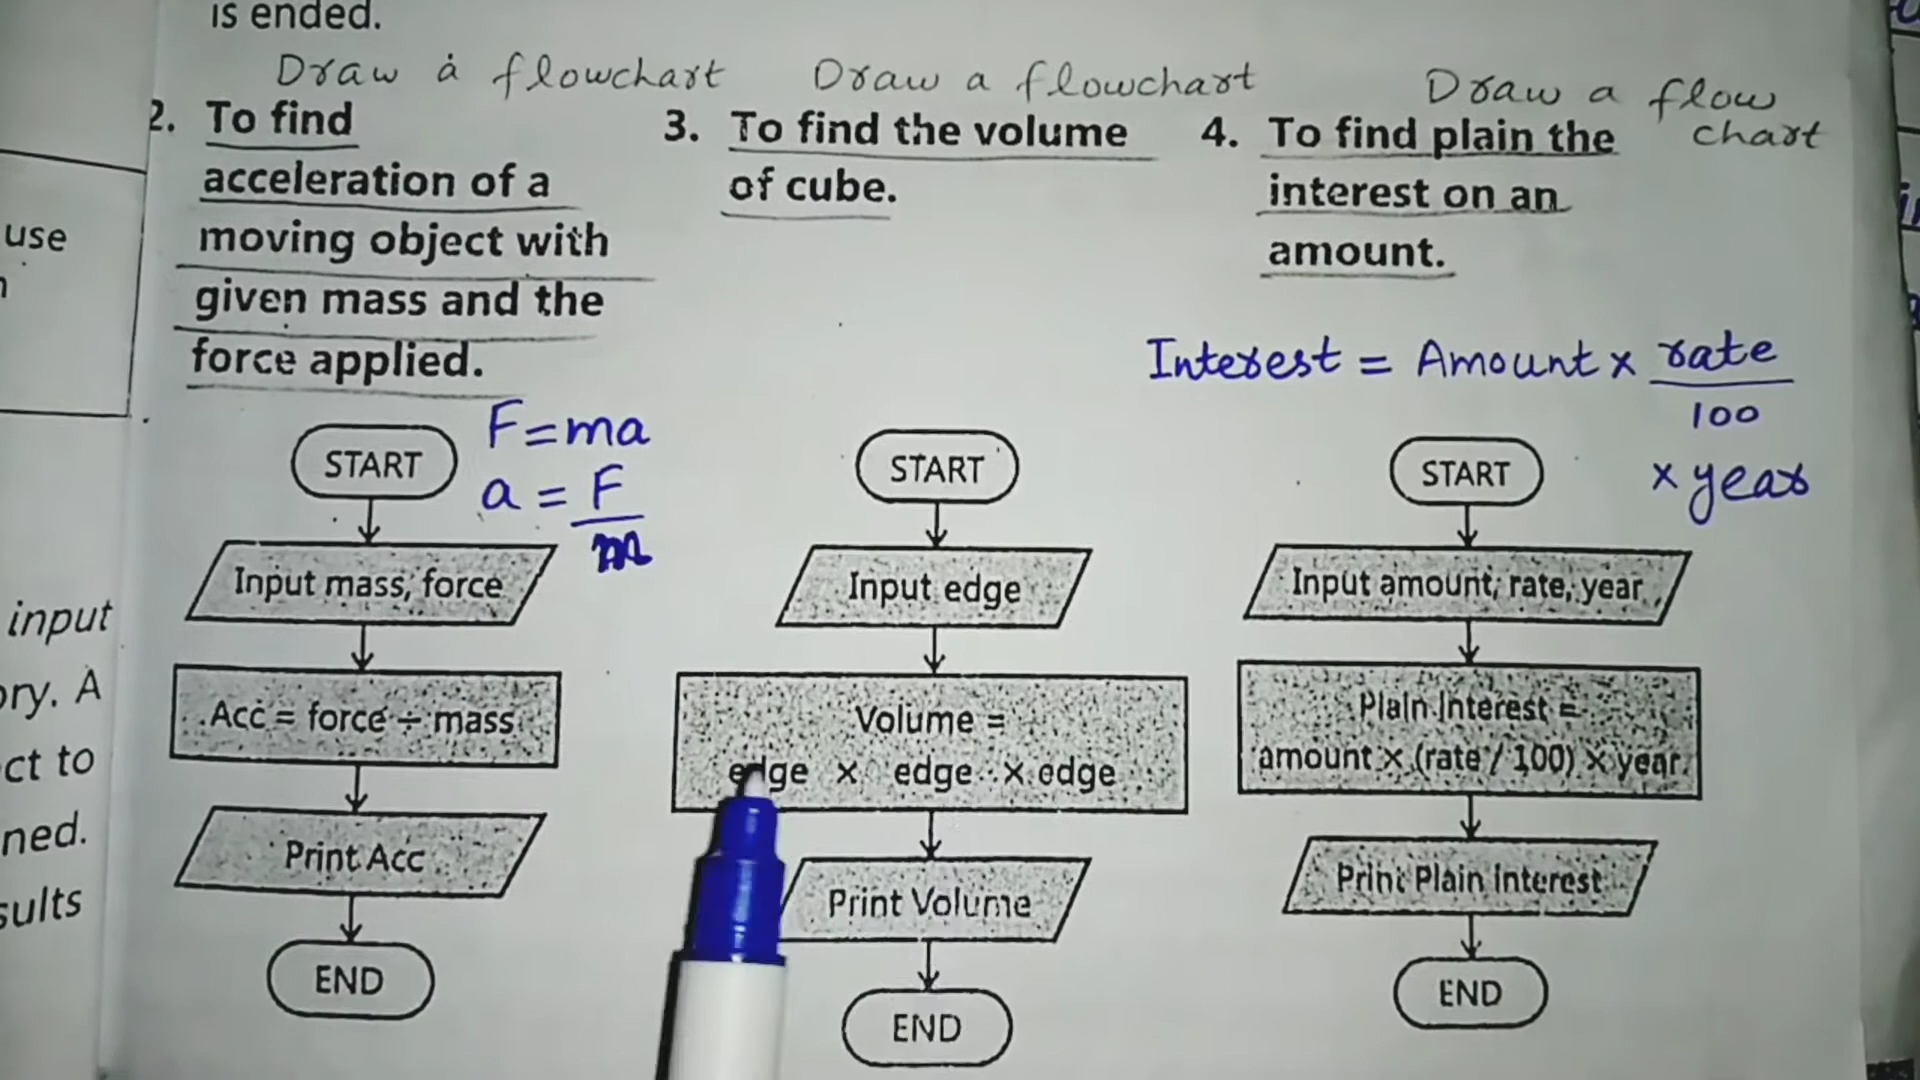 is ended.
Draw a flowchart
2. To find
acceleration of a
moving object with
given mass and the
force applied.
F=ma
a = F
m
START
Input mass, force
Acc = force ÷ mass
Print Acc
END
Draw a flowchart
3. To find the volume
of cube.
START
Input edge
Volume =
edge × edge × edge
Print Volume
END
Draw a flow
chart
4. To find plain the
interest on an
amount.
Interest = Amount × rate
100
× year
START
Input amount, rate, year
Plain Interest =
amount × (rate / 100) × year
Print Plain Interest
END
use
input
ory. A
ct to
ned.
sults